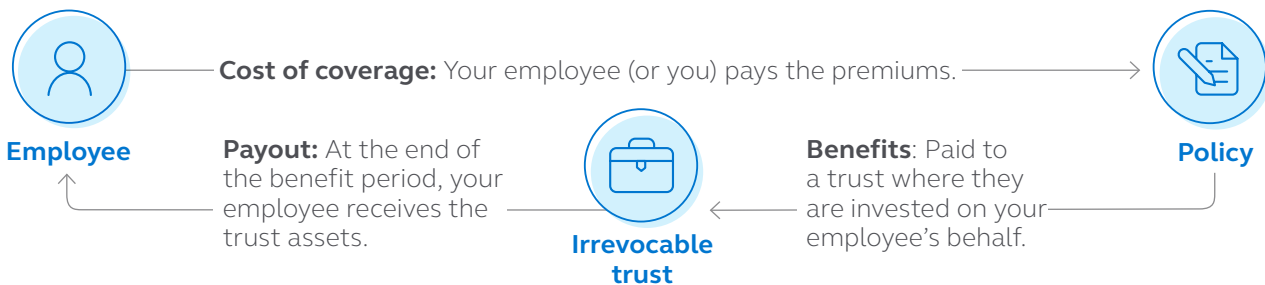 Cost of coverage: Your employee (or you) pays the premiums.
Employee
Policy
Payout: At the end of
the benefit period, your
employee receives the
trust assets.
Irrevocable
trust
Benefits: Paid to
a trust where they
are invested on your
employee’s behalf.